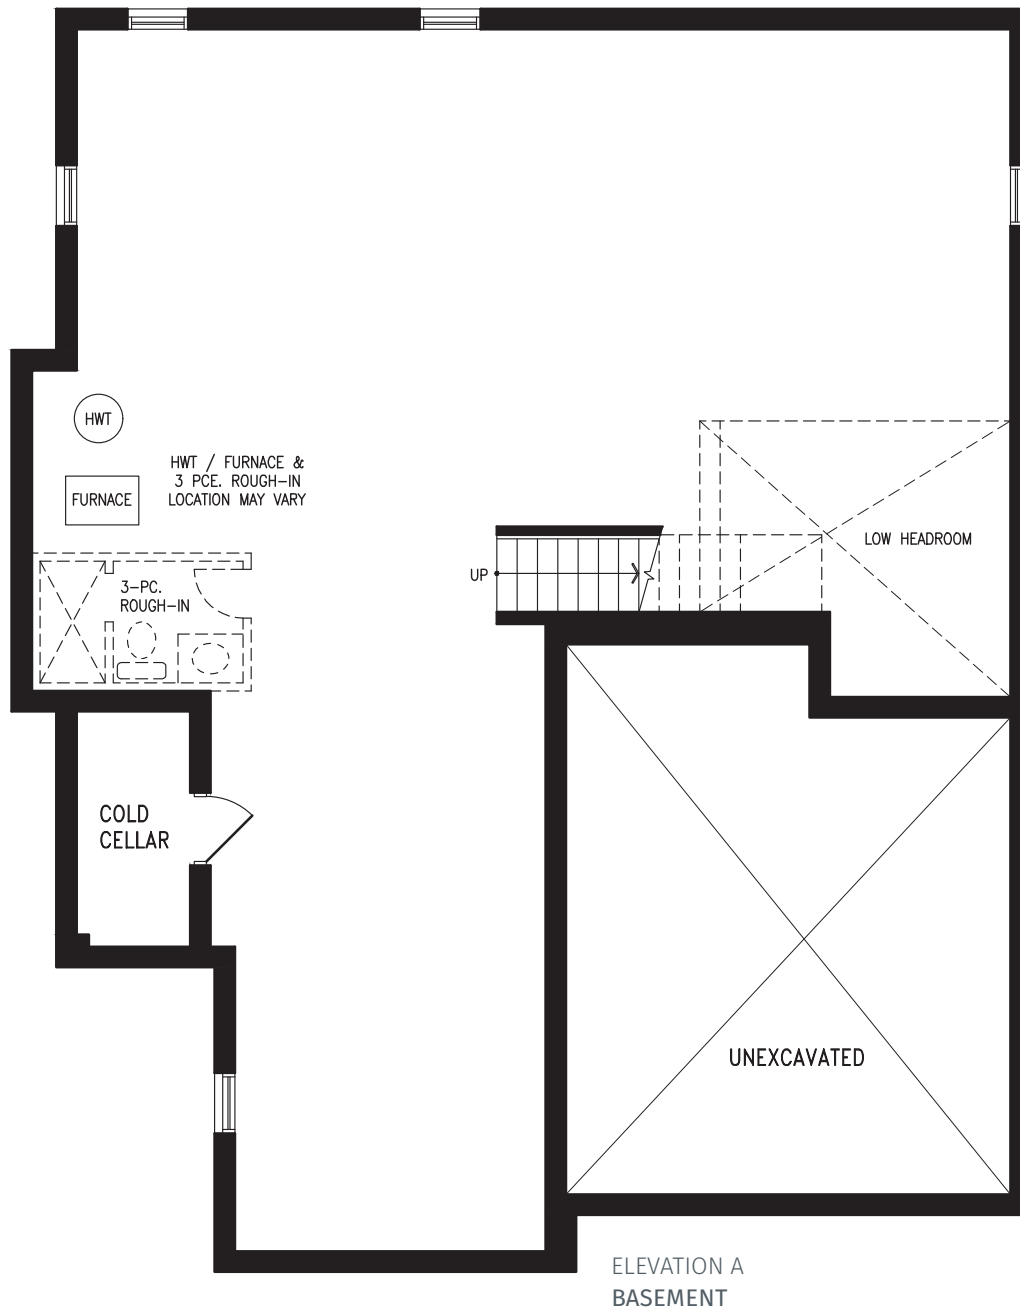 HWT
HWT / FURNACE &
3 PCE. ROUGH-IN
LOCATION MAY VARY
FURNACE
LOW HEADROOM
UP
3-PC.
ROUGH-IN
COLD
CELLAR
UNEXCAVATED
ELEVATION A
BASEMENT